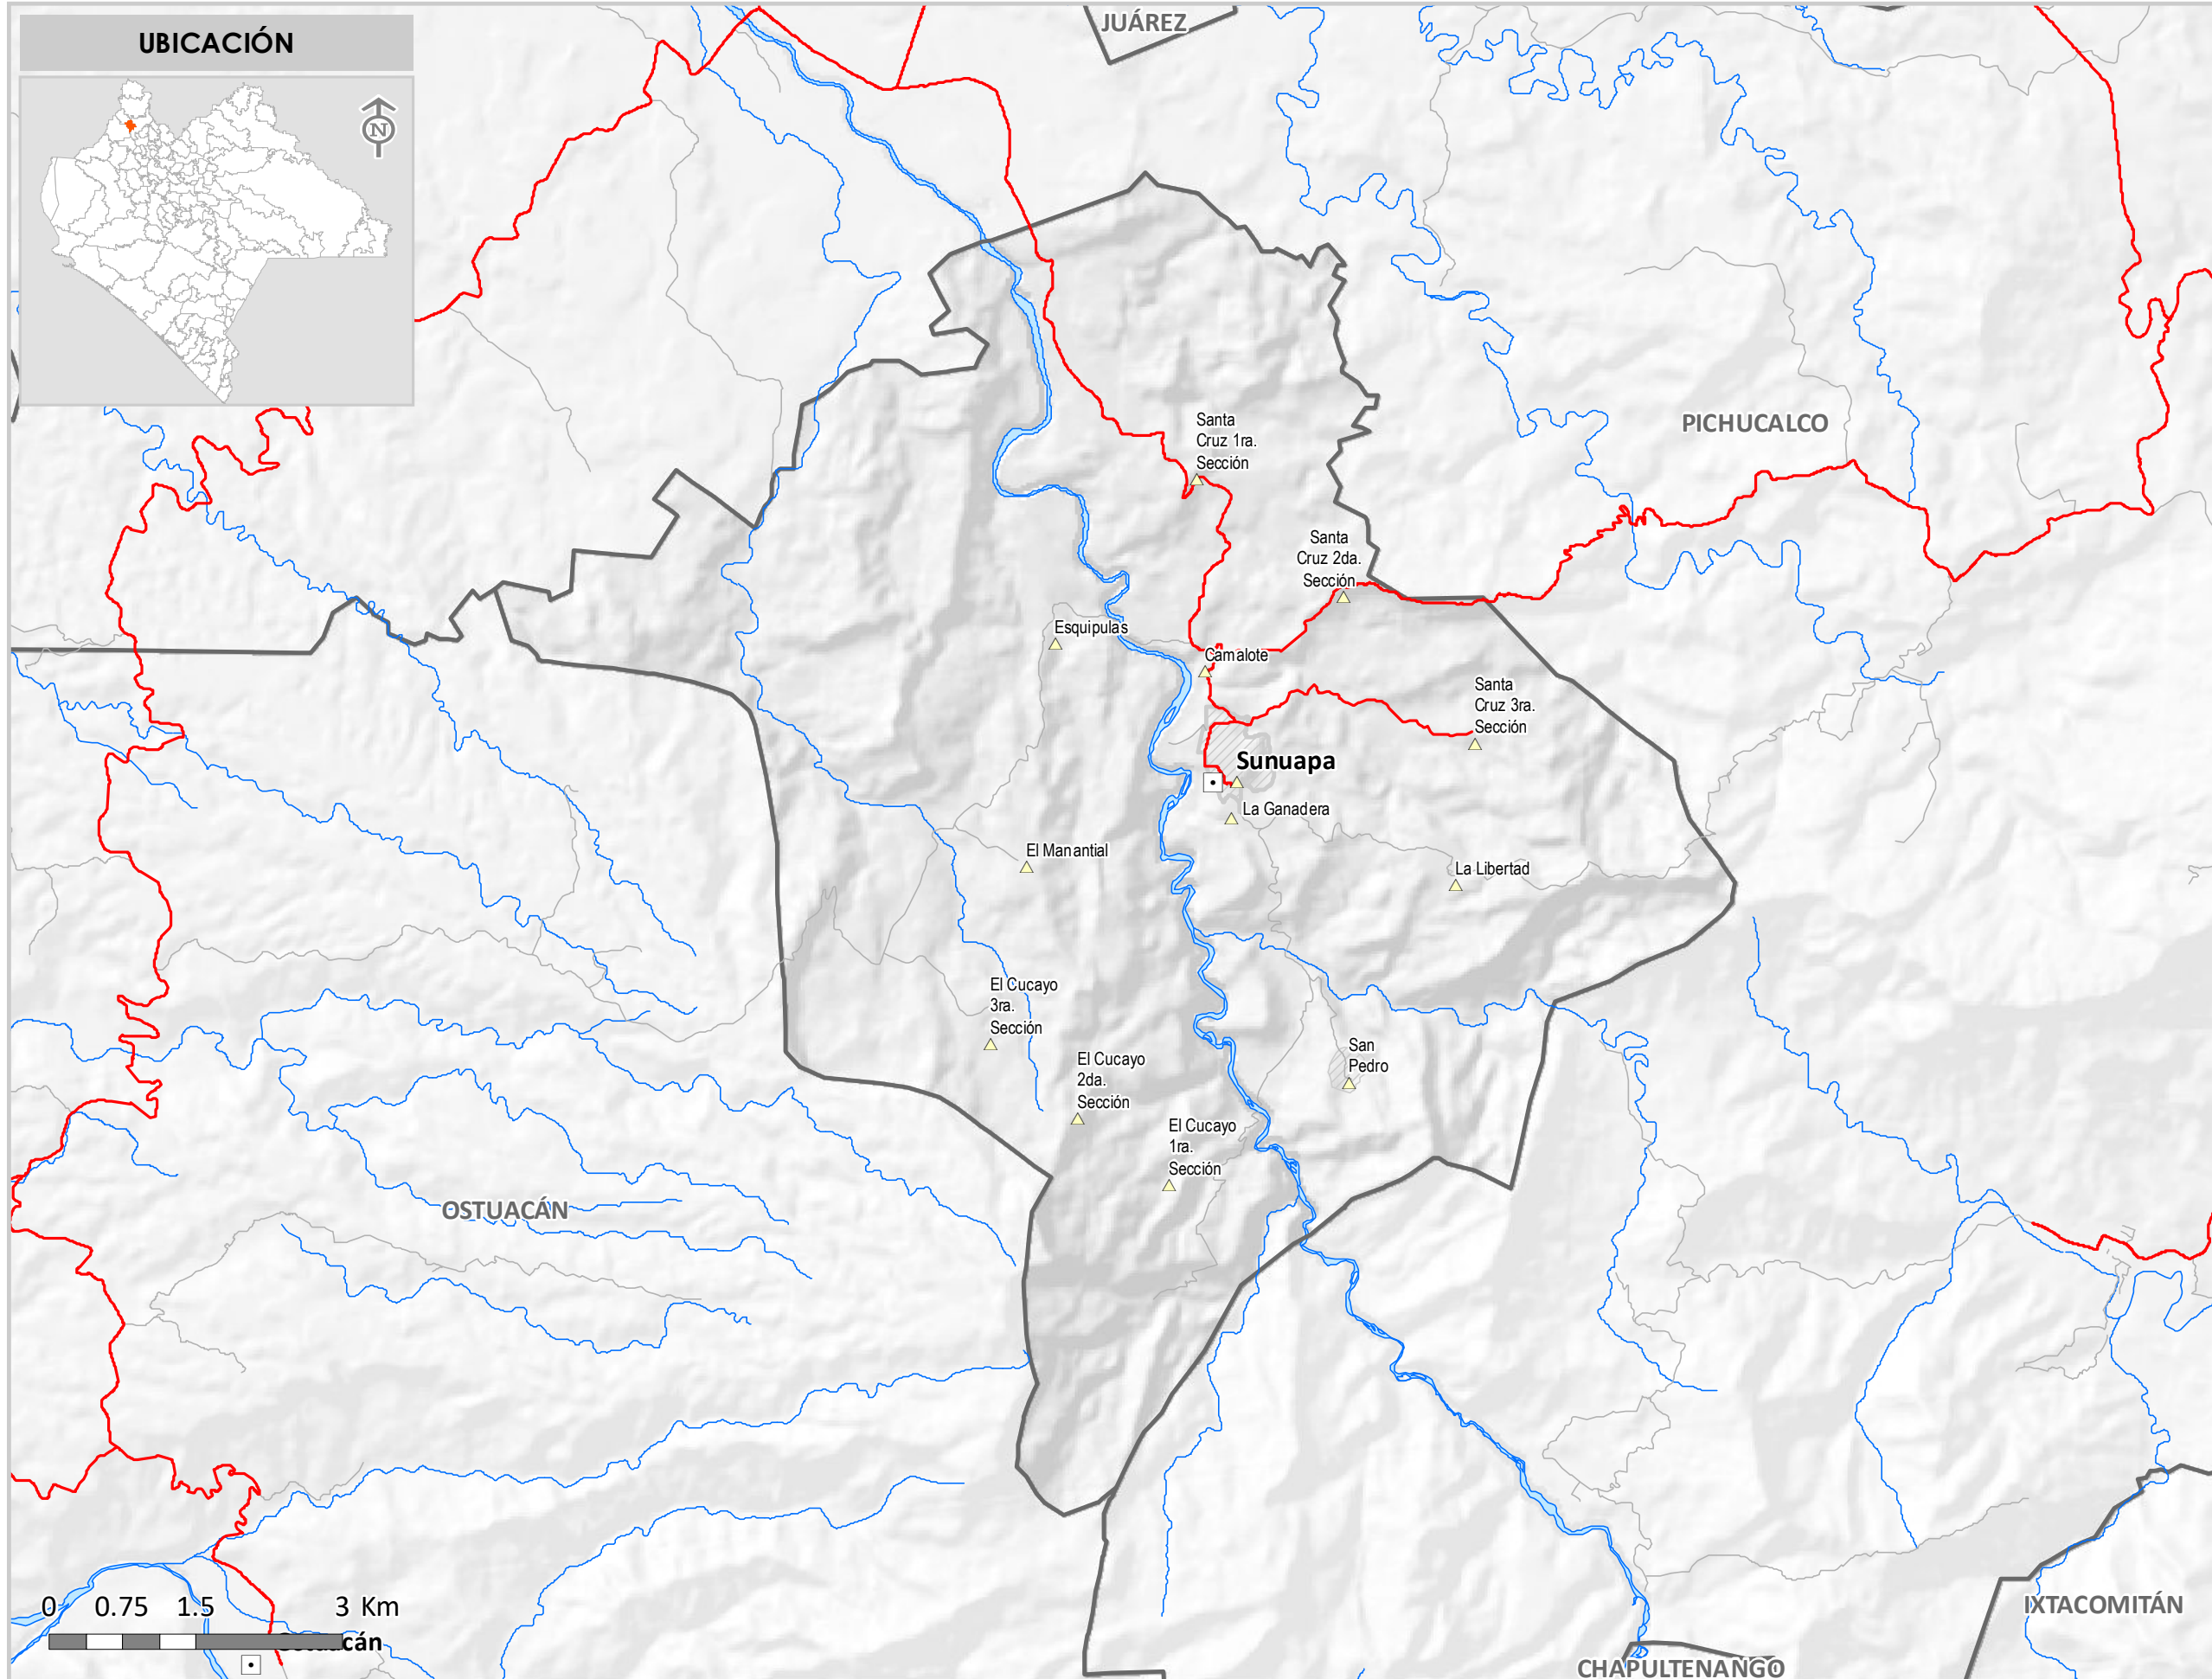 UBICACIÓN
N
JUÁREZ
PICHUCALCO
Santa
Cruz 1ra.
Sección
Santa
Cruz 2da.
Sección
Esquipulas
Camalote
Santa
Cruz 3ra.
Sección
Sunuapa
La Ganadera
El Manantial
La Libertad
El Cucayo
3ra.
Sección
San
Pedro
El Cucayo
2da.
Sección
El Cucayo
1ra.
Sección
OSTUACÁN
0 0.75 1.5 3 Km
IXTACOMITÁN
CHAPULTENANGO